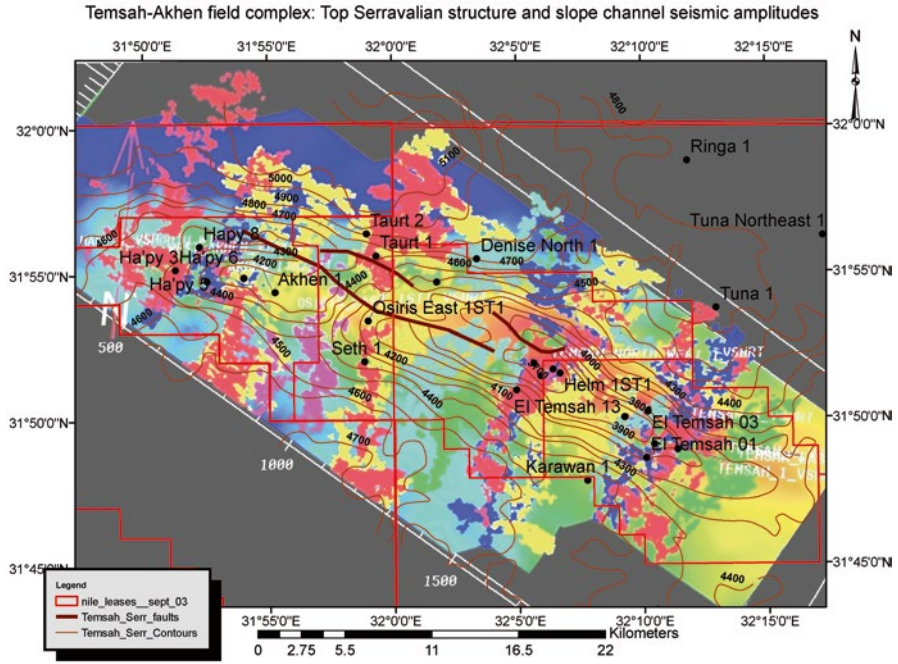 Temsah-Akhen field complex: Top Serravalian structure and slope channel seismic amplitudes
31°50'0"E 31°55'0"E 32°0'0"E 32°5'0"E 32°10'0"E 32°15'0"E
N
32°0'0"N 32°0'0"N
4800
Ringa 1
5100
5000
4900
4800
4700
Taurt 2
Tuna Northeast 1
4600
Hapy 8
Taurt 1
Denise North 1
4300
4600 4700
31°55'0"N 31°55'0"N
Ha'py 3 Ha'py 6
4200
Akhen 1
4400
4500
Ha'py
4400
Tuna 1
4600
Osiris East 1ST1
500
4500
Seth 1
4200
4000
4100
Helm 1ST1
4300
4600
4400
3800
4400
El Temsah 13
31°50'0"N 31°50'0"N
El Temsah 03
3900
4700
El Temsah 01
TEMSAH_1_VS
1000
Karawan 1
4300
31°45'0"N 31°45'0"N
1500
4400
Legend
nile_leases__sept_03
Temsah_Serr_faults
Temsah_Serr_Contours
31°55'0"E 32°0'0"E 32°5'0"E 32°10'0"E 32°15'0"E
Kilometers
0 2.75 5.5 11 16.5 22